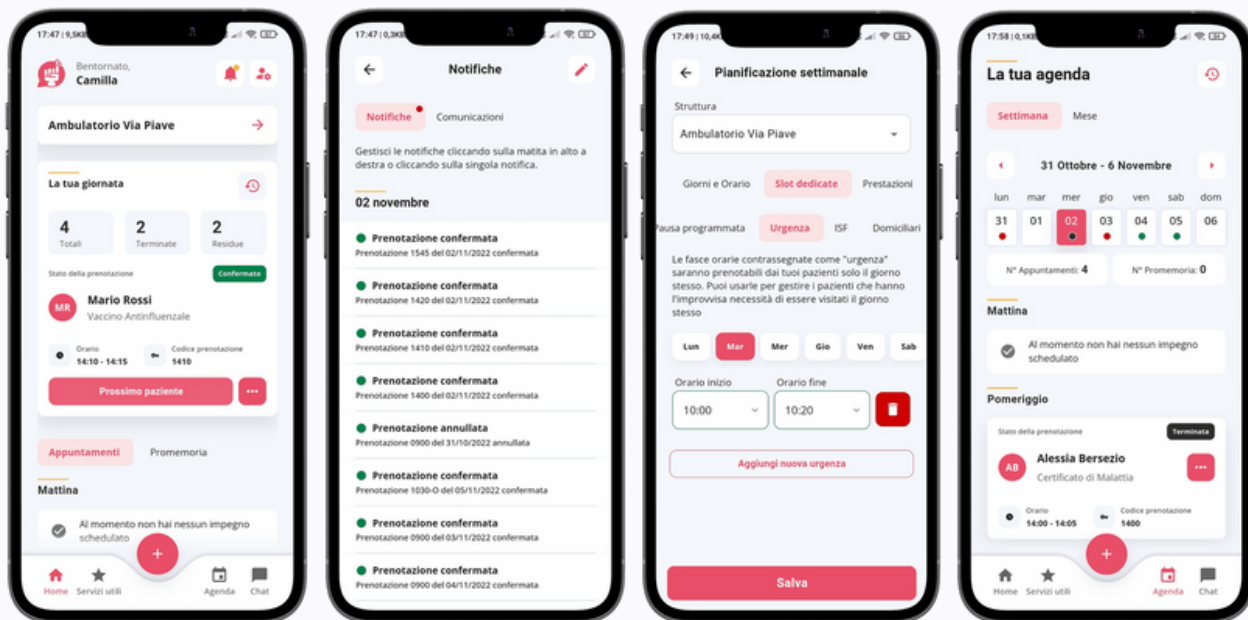 17:47 | 9,5KB
Bentornato,
Camilla
Ambulatorio Via Piave
La tua giornata
4
Totali
2
Terminate
2
Residue
Stato della prenotazione
Confermata
MR
Mario Rossi
Vaccino Antinfluenzale
Orario
14:10 - 14:15
Codice prenotazione
1410
Prossimo paziente
Appuntamenti
Promemoria
Mattina
Al momento non hai nessun impegno
schedulato
Home
Servizi utili
Agenda
Chat
17:47 | 0,3KB
Notifiche
Notifiche
Comunicazioni
Gestisci le notifiche cliccando sulla matita in alto a
destra o cliccando sulla singola notifica.
02 novembre
Prenotazione confermata
Prenotazione 1545 del 02/11/2022 confermata
Prenotazione confermata
Prenotazione 1420 del 02/11/2022 confermata
Prenotazione confermata
Prenotazione 1410 del 02/11/2022 confermata
Prenotazione confermata
Prenotazione 1400 del 02/11/2022 confermata
Prenotazione annullata
Prenotazione 0900 del 31/10/2022 annullata
Prenotazione confermata
Prenotazione 1030-O del 05/11/2022 confermata
Prenotazione confermata
Prenotazione 0900 del 03/11/2022 confermata
Prenotazione confermata
Prenotazione 0900 del 04/11/2022 confermata
17:49 | 10,4K
Pianificazione settimanale
Struttura
Ambulatorio Via Piave
Giorni e Orario
Slot dedicate
Prestazioni
Pausa programmata
Urgenza
ISF
Domiciliari
Le fasce orarie contrassegnate come "urgenza"
saranno prenotabili dai tuoi pazienti solo il giorno
stesso. Puoi usarle per gestire i pazienti che hanno
l'improvvisa necessità di essere visitati il giorno
stesso
Lun
Mar
Mer
Gio
Ven
Sab
Orario inizio
Orario fine
10:00
10:20
Aggiungi nuova urgenza
Salva
17:58 | 0,1KB
La tua agenda
Settimana
Mese
31 Ottobre - 6 Novembre
lun mar mer gio ven sab dom
31 01 02 03 04 05 06
N° Appuntamenti: 4
N° Promemoria: 0
Mattina
Al momento non hai nessun impegno
schedulato
Pomeriggio
Stato della prenotazione
Terminata
AB
Alessia Bersezio
Certificato di Malattia
Orario
14:00 - 14:05
Codice prenotazione
1400
Home
Servizi utili
Agenda
Chat